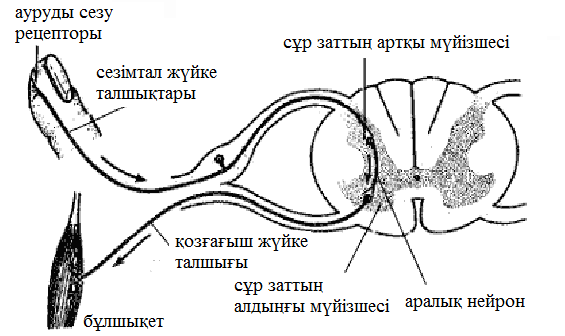 ауруды сезу
рецепторы
сезімтал жүйке
талшықтары
сұр заттың артқы мүйізшесі
қозғағыш жүйке
талшығы
сұр заттың
алдыңғы мүйізшесі
аралық нейрон
бұлшықет